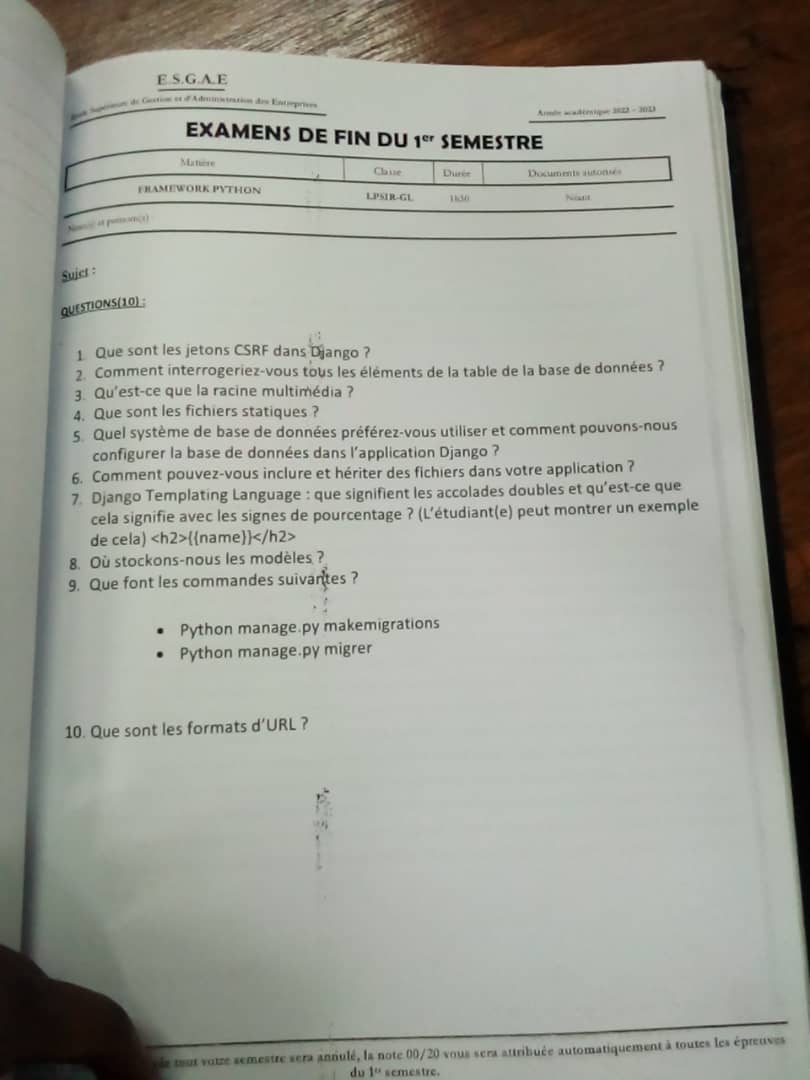 E.S.G.A.E
Supérieure de Gestion et d'Administration des Entreprises
Année académique 2022 - 2023
EXAMENS DE FIN DU 1er SEMESTRE
Matière Classe Durée Documents autorisés
FRAMEWORK PYTHON LPSIR-GL 1h30 Néant
Nom(s) et prénom(s) :
Sujet :
QUESTIONS(10) :
1. Que sont les jetons CSRF dans Django ?
2. Comment interrogeriez-vous tous les éléments de la table de la base de données ?
3. Qu'est-ce que la racine multimédia ?
4. Que sont les fichiers statiques ?
5. Quel système de base de données préférez-vous utiliser et comment pouvons-nous
configurer la base de données dans l'application Django ?
6. Comment pouvez-vous inclure et hériter des fichiers dans votre application ?
7. Django Templating Language : que signifient les accolades doubles et qu'est-ce que
cela signifie avec les signes de pourcentage ? (L'étudiant(e) peut montrer un exemple
de cela) <h2>{{name}}</h2>
8. Où stockons-nous les modèles ?
9. Que font les commandes suivantes ?
• Python manage.py makemigrations
• Python manage.py migrer
10. Que sont les formats d'URL ?
tout votre semestre sera annulé, la note 00/20 vous sera attribuée automatiquement à toutes les épreuves
du 1er semestre.